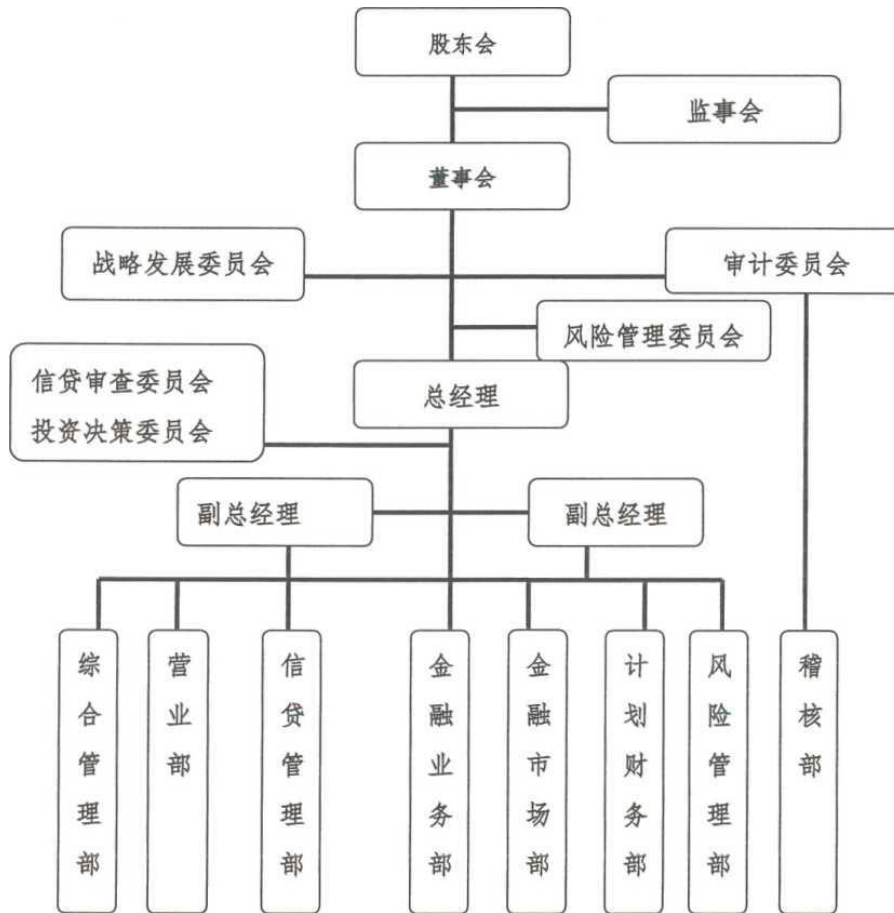 股东会
监事会
董事会
战略发展委员会
审计委员会
风险管理委员会
信贷审查委员会
投资决策委员会
总经理
副总经理
副总经理
综合管理部
营业部
信贷管理部
金融业务部
金融市场部
计划财务部
风险管理部
稽核部